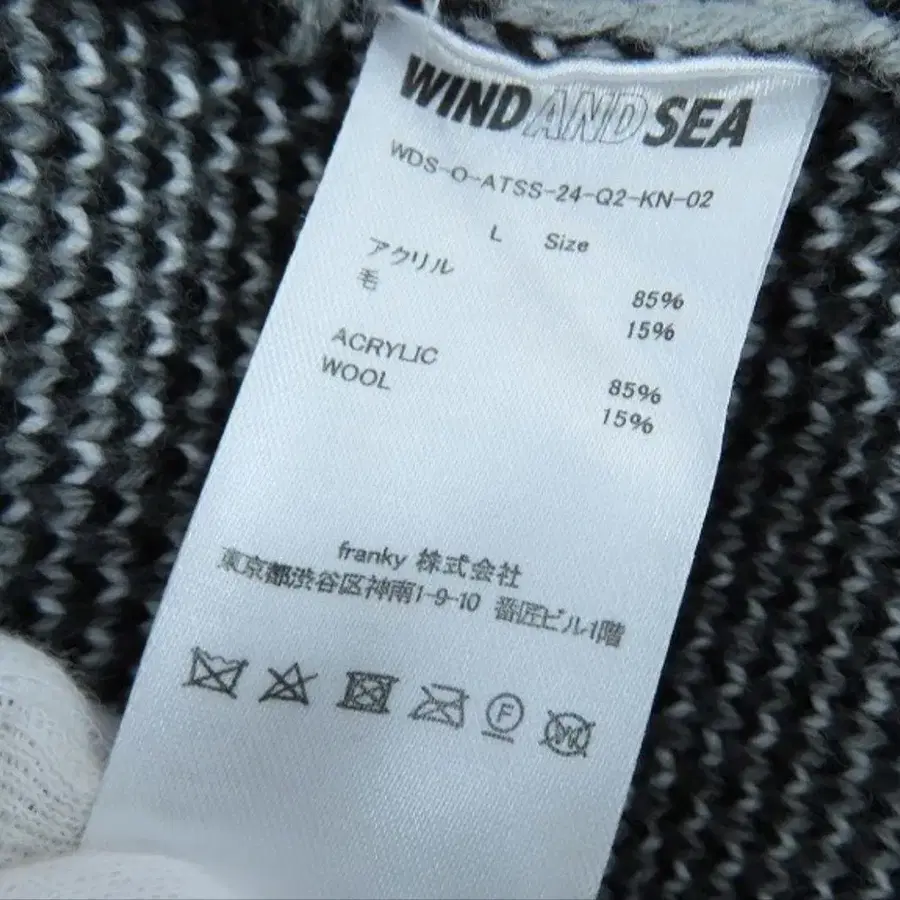 WIND AND SEA
WDS-O-ATSS-24-Q2-KN-02
L Size
アクリル 85%
毛 15%
ACRYLIC 85%
WOOL 15%
franky 株式会社
東京都渋谷区神南1-9-10 番匠ビル1階
F
W